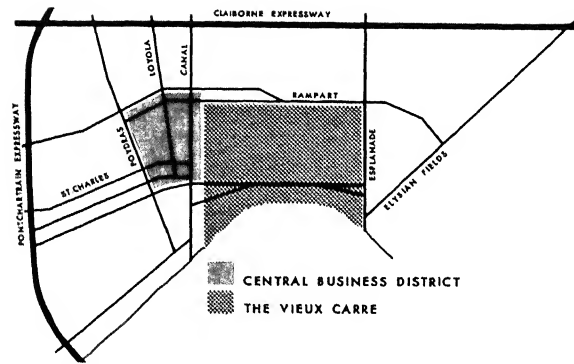 CLAIBORNE EXPRESSWAY
LOYOLA
CANAL
RAMPART
POYDRAS
ESPLANADE
PONTCHARTRAIN EXPRESSWAY
ST CHARLES
ELYSIAN FIELDS
CENTRAL BUSINESS DISTRICT
THE VIEUX CARRE